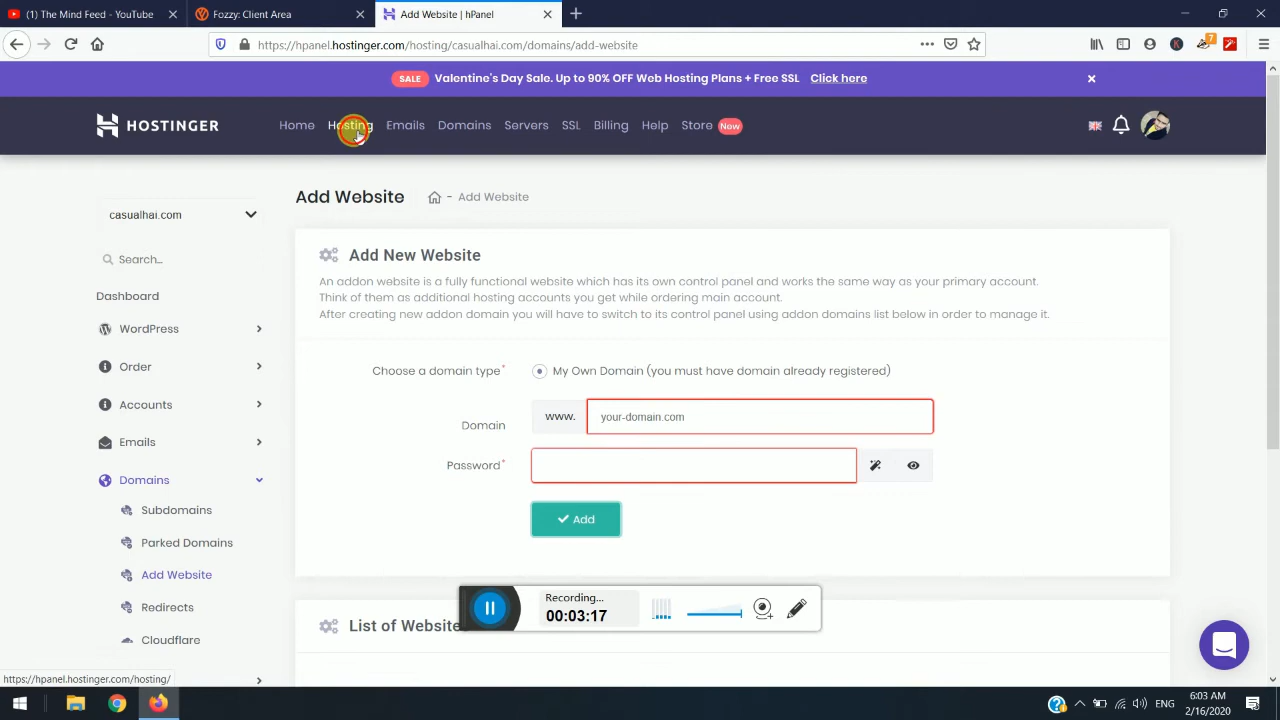 (1) The Mind Feed - YouTube
Fozzy: Client Area
Add Website | hPanel
https://hpanel.hostinger.com/hosting/casualhai.com/domains/add-website
7
SALE Valentine's Day Sale. Up to 90% OFF Web Hosting Plans + Free SSL Click here
HOSTINGER
Home Hosting Emails Domains Servers SSL Billing Help Store Now
casualhai.com
Search...
Dashboard
WordPress
Order
Accounts
Emails
Domains
Subdomains
Parked Domains
Add Website
Redirects
Cloudflare
Add Website - Add Website
Add New Website
An addon website is a fully functional website which has its own control panel and works the same way as your primary account.
Think of them as additional hosting accounts you get while ordering main account.
After creating new addon domain you will have to switch to its control panel using addon domains list below in order to manage it.
Choose a domain type* My Own Domain (you must have domain already registered)
Domain www. your-domain.com
Password*
Add
List of Website
Recording...
00:03:17
https://hpanel.hostinger.com/hosting/
ENG
6:03 AM
2/16/2020